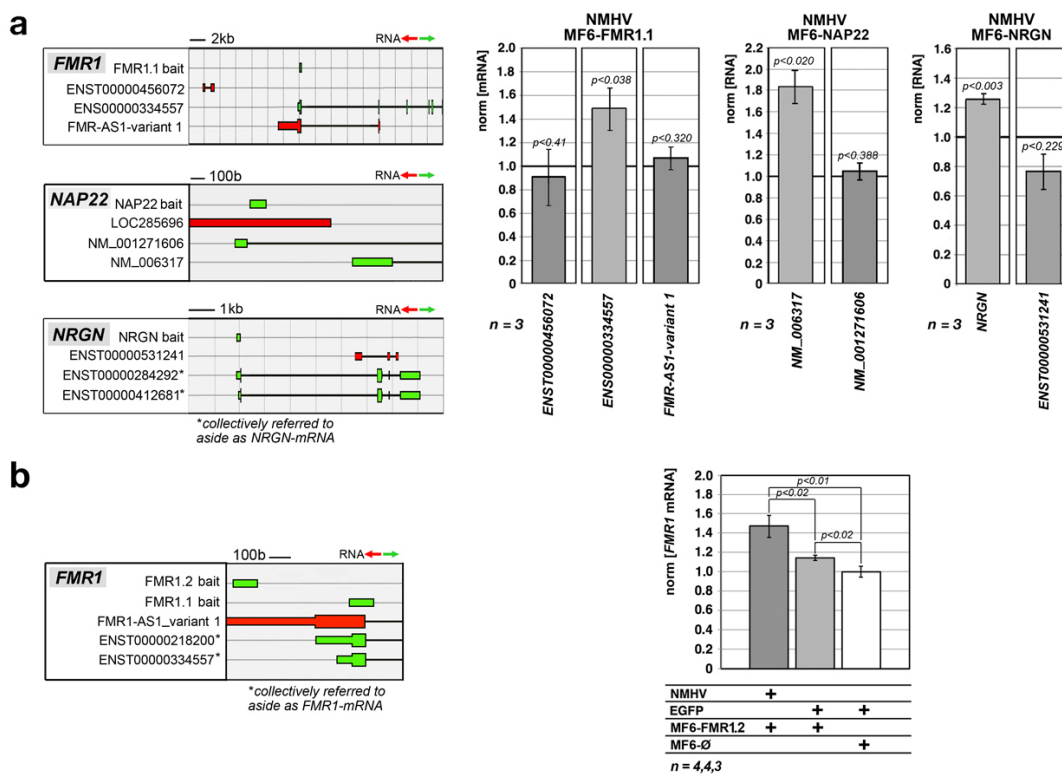 a
2kb
RNA
FMR1
FMR1.1 bait
ENST00000456072
ENS00000334557
FMR-AS1-variant 1
100b
RNA
NAP22
NAP22 bait
LOC285696
NM_001271606
NM_006317
1kb
RNA
NRGN
NRGN bait
ENST00000531241
ENST00000284292*
ENST00000412681*
*collectively referred to
aside as NRGN-mRNA
NMHV
MF6-FMR1.1
norm [mRNA]
2.0
1.8
1.6
1.4
1.2
1.0
0.8
0.6
0.4
0.2
0
p<0.41
p<0.038
p<0.320
n = 3
ENST00000456072
ENS00000334557
FMR-AS1-variant 1
NMHV
MF6-NAP22
norm [RNA]
2.2
2.0
1.8
1.6
1.4
1.2
1.0
0.8
0.6
0.4
0.2
0
p<0.020
p<0.388
n = 3
NM_006317
NM_001271606
NMHV
MF6-NRGN
norm [RNA]
1.6
1.4
1.2
1.0
0.8
0.6
0.4
0.2
0
p<0.003
p<0.229
n = 3
NRGN
ENST00000531241
b
100b
RNA
FMR1
FMR1.2 bait
FMR1.1 bait
FMR1-AS1_variant 1
ENST00000218200*
ENST00000334557*
*collectively referred to
aside as FMR1-mRNA
norm [FMR1 mRNA]
2.0
1.8
1.6
1.4
1.2
1.0
0.8
0.6
0.4
0.2
0
p<0.01
p<0.02
p<0.02
NMHV +
EGFP + +
MF6-FMR1.2 + +
MF6-Ø +
n = 4,4,3